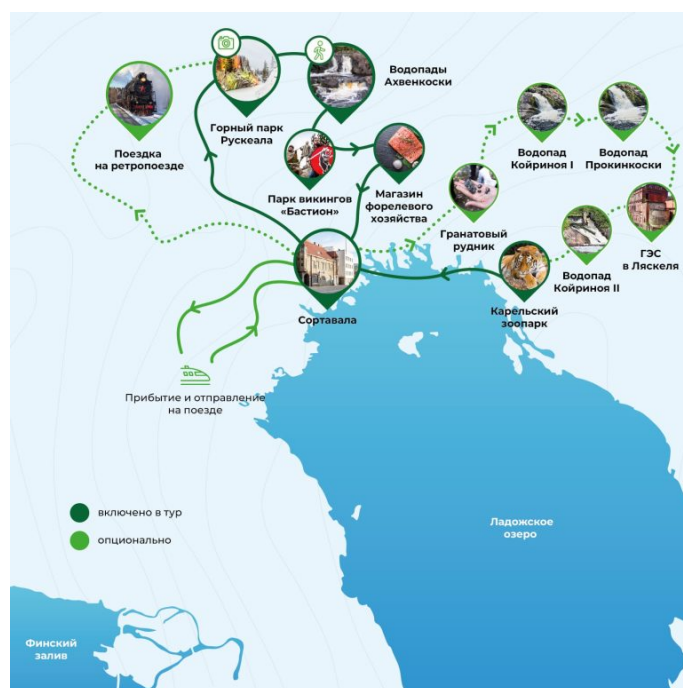 Водопады
Ахвенкоски
Горный парк
Рускеала
Поездка
на ретропоезде
Водопад
Койриноя I
Водопад
Прокинкоски
Парк викингов
«Бастион»
Магазин
форелевого
хозяйства
Гранатовый
рудник
ГЭС
в Ляскеля
Водопад
Койриноя II
Карельский
зоопарк
Сортавала
Прибытие и отправление
на поезде
включено в тур
опционально
Ладожское
озеро
Финский
залив